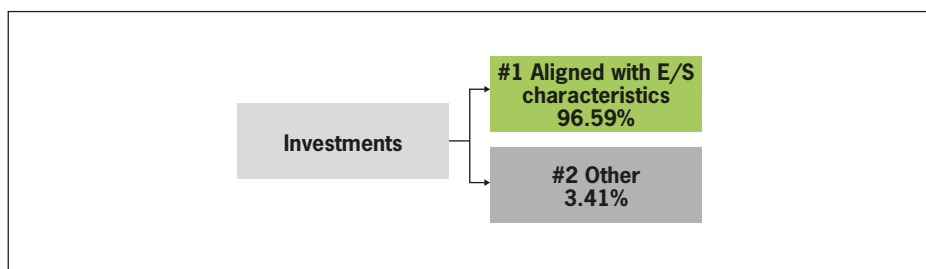 Investments
#1 Aligned with E/S
characteristics
96.59%
#2 Other
3.41%